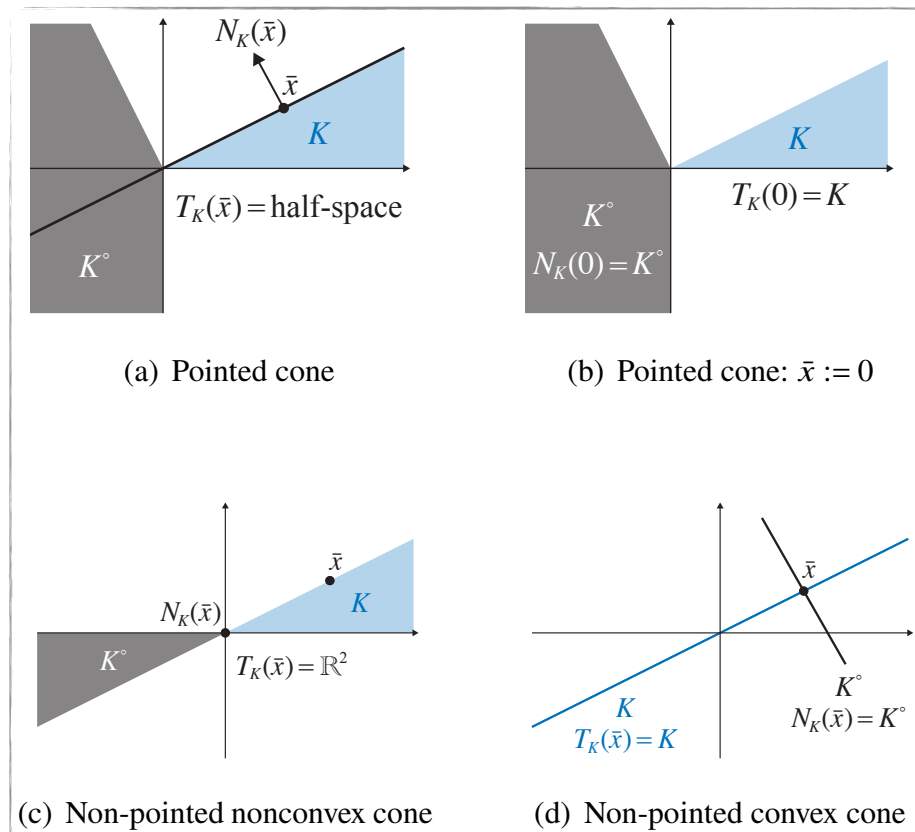 N_K(x̄)
x̄
K
T_K(x̄) = half-space
K°
(a) Pointed cone
K
T_K(0) = K
K°
N_K(0) = K°
(b) Pointed cone: x̄ := 0
x̄
N_K(x̄)
K
K°
T_K(x̄) = ℝ²
(c) Non-pointed nonconvex cone
x̄
K°
N_K(x̄) = K°
K
T_K(x̄) = K
(d) Non-pointed convex cone